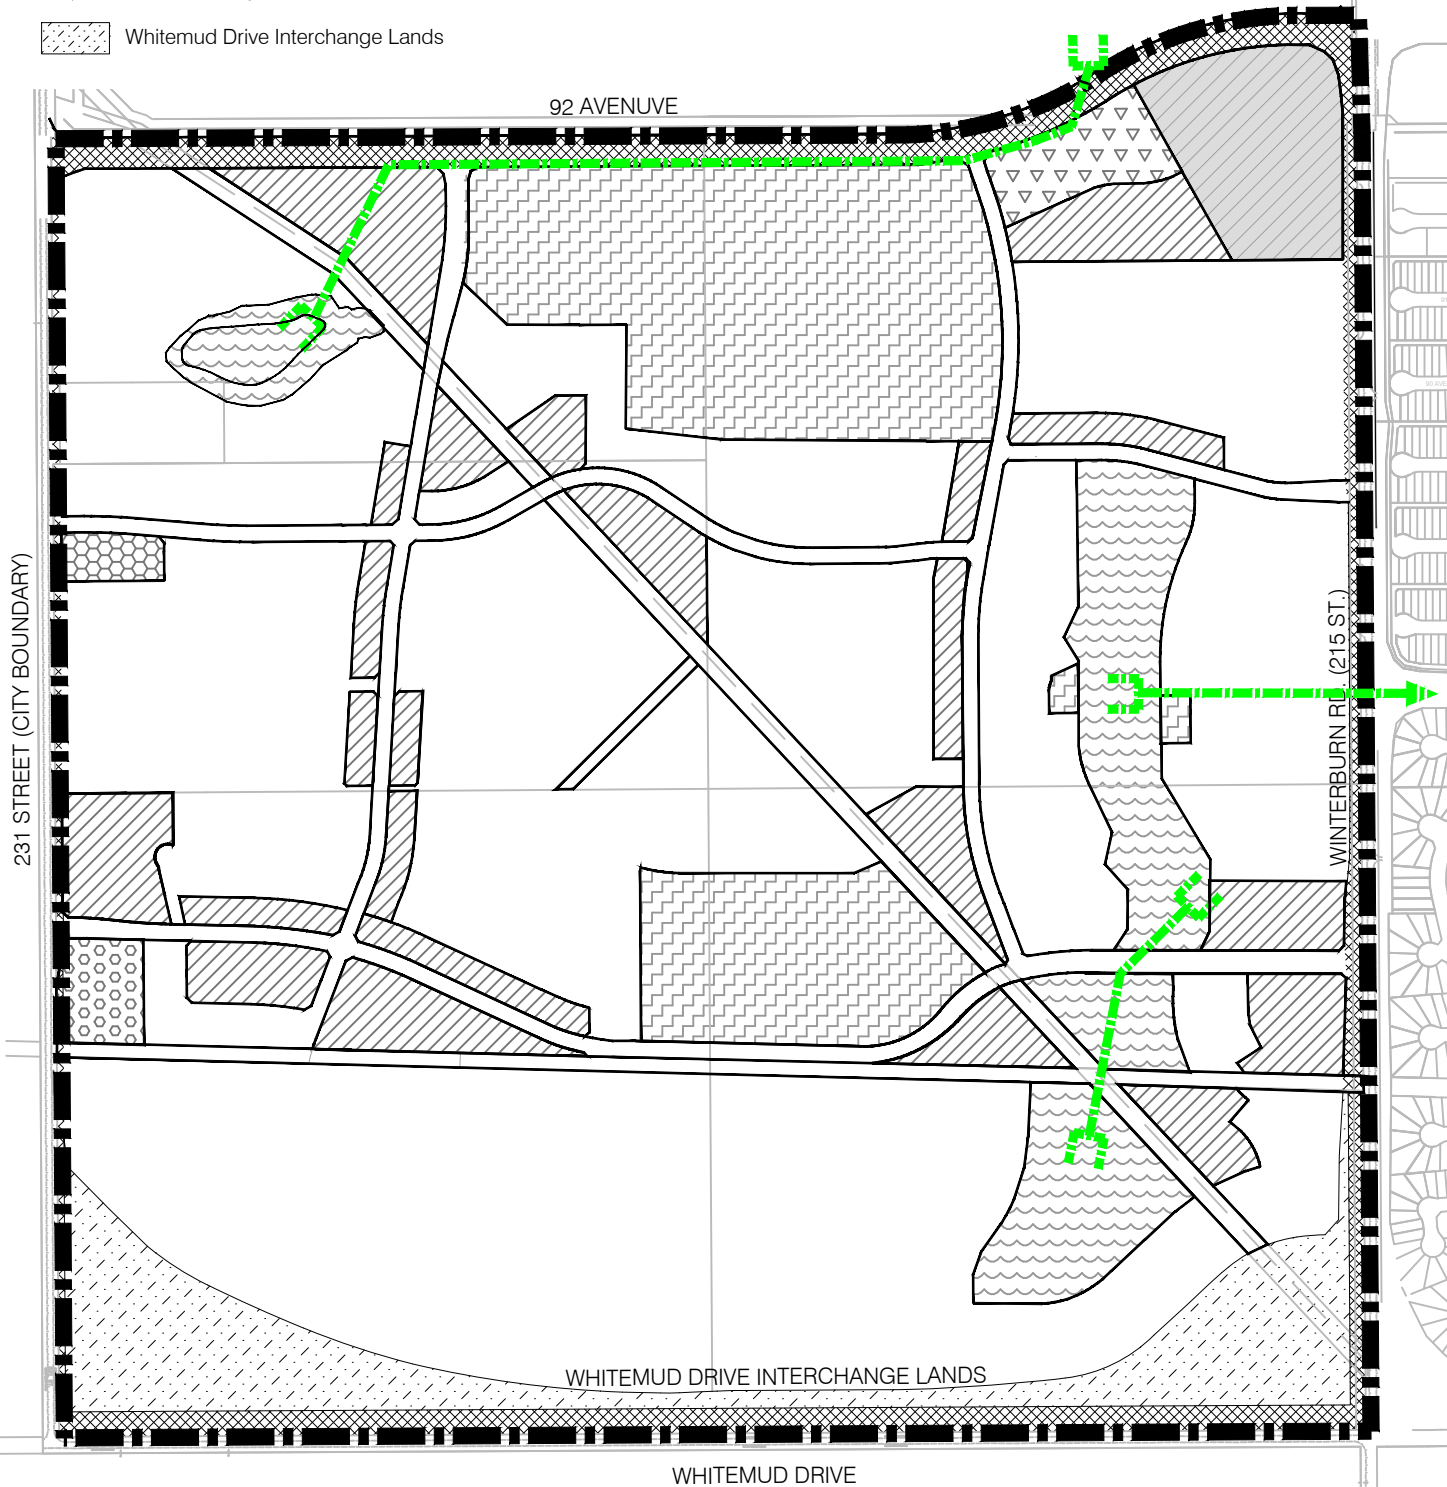 Whitemud Drive Interchange Lands
92 AVENUVE
231 STREET (CITY BOUNDARY)
WINTERBURN RD. (215 ST.)
WHITEMUD DRIVE INTERCHANGE LANDS
WHITEMUD DRIVE